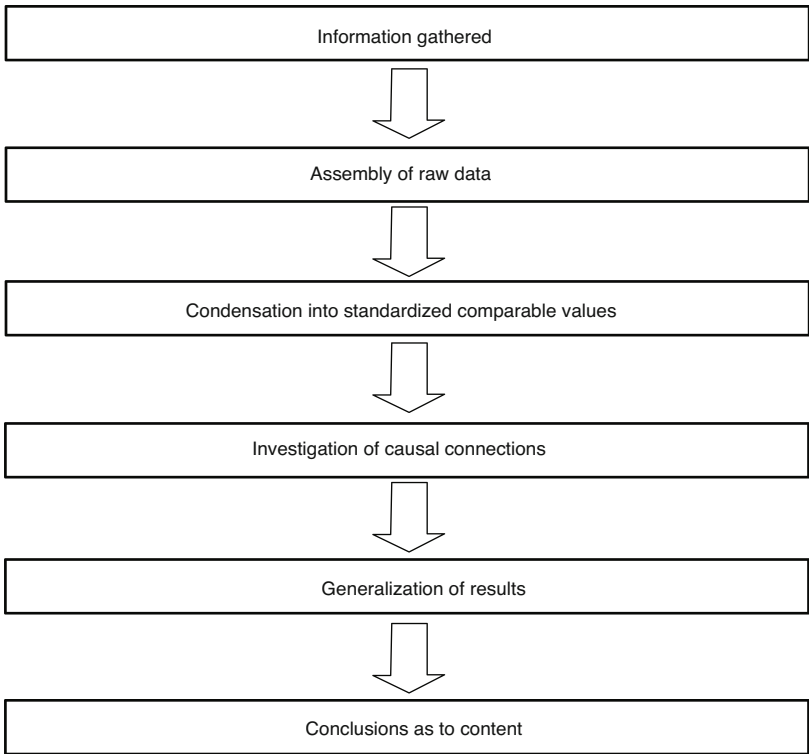 Information gathered
Assembly of raw data
Condensation into standardized comparable values
Investigation of causal connections
Generalization of results
Conclusions as to content